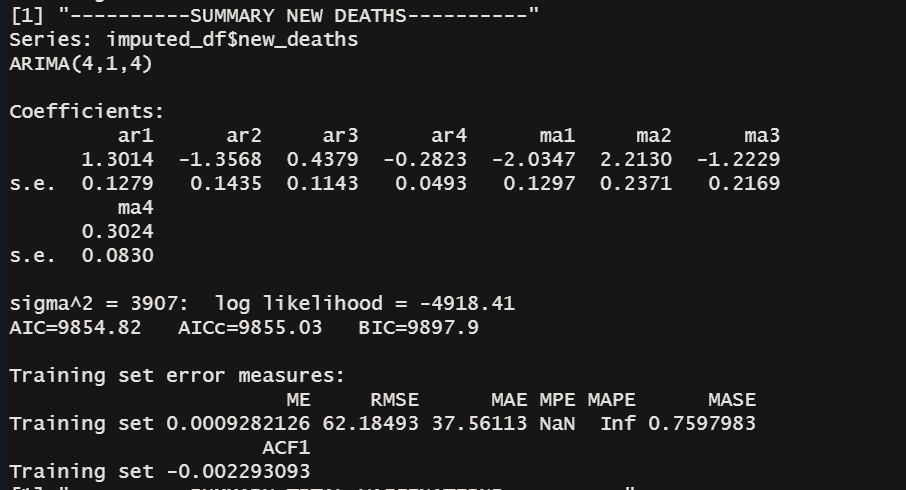 [1] "----------SUMMARY NEW DEATHS----------"
Series: imputed_df$new_deaths
ARIMA(4,1,4)
Coefficients:
ar1 ar2 ar3 ar4 ma1 ma2 ma3
1.3014 -1.3568 0.4379 -0.2823 -2.0347 2.2130 -1.2229
s.e. 0.1279 0.1435 0.1143 0.0493 0.1297 0.2371 0.2169
ma4
0.3024
s.e. 0.0830
sigma^2 = 3907: log likelihood = -4918.41
AIC=9854.82 AICc=9855.03 BIC=9897.9
Training set error measures:
ME RMSE MAE MPE MAPE MASE
Training set 0.0009282126 62.18493 37.56113 NaN Inf 0.7597983
ACF1
Training set -0.002293093